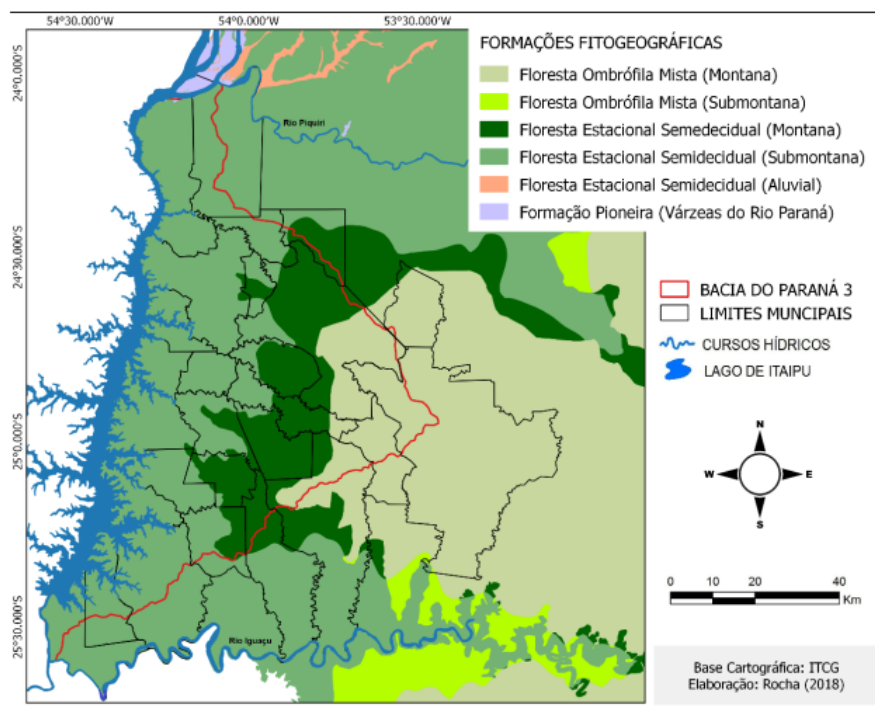 54°30.000'W
54°0.000'W
53°30.000'W
24°0.000'S
24°30.000'S
25°0.000'S
25°30.000'S
Rio Piquiri
Rio Iguaçu
FORMAÇÕES FITOGEOGRÁFICAS
Floresta Ombrófila Mista (Montana)
Floresta Ombrófila Mista (Submontana)
Floresta Estacional Semedecidual (Montana)
Floresta Estacional Semidecidual (Submontana)
Floresta Estacional Semidecidual (Aluvial)
Formação Pioneira (Várzeas do Rio Paraná)
BACIA DO PARANÁ 3
LIMITES MUNCIPAIS
CURSOS HÍDRICOS
LAGO DE ITAIPU
N
W
E
S
0 10 20 40
Km
Base Cartográfica: ITCG
Elaboração: Rocha (2018)